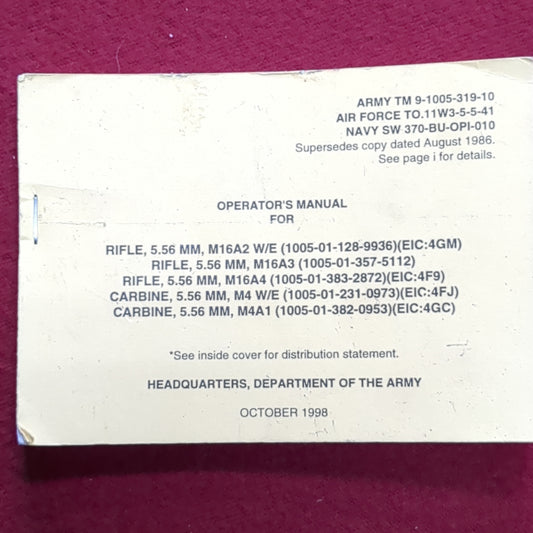 ARMY TM 9-1005-319-10
AIR FORCE TO.11W3-5-5-41
NAVY SW 370-BU-OPI-010
Supersedes copy dated August 1986.
See page i for details.
OPERATOR'S MANUAL
FOR
RIFLE, 5.56 MM, M16A2 W/E (1005-01-128-9936)(EIC:4GM)
RIFLE, 5.56 MM, M16A3 (1005-01-357-5112)
RIFLE, 5.56 MM, M16A4 (1005-01-383-2872)(EIC:4F9)
CARBINE, 5.56 MM, M4 W/E (1005-01-231-0973)(EIC:4FJ)
CARBINE, 5.56 MM, M4A1 (1005-01-382-0953)(EIC:4GC)
*See inside cover for distribution statement.
HEADQUARTERS, DEPARTMENT OF THE ARMY
OCTOBER 1998